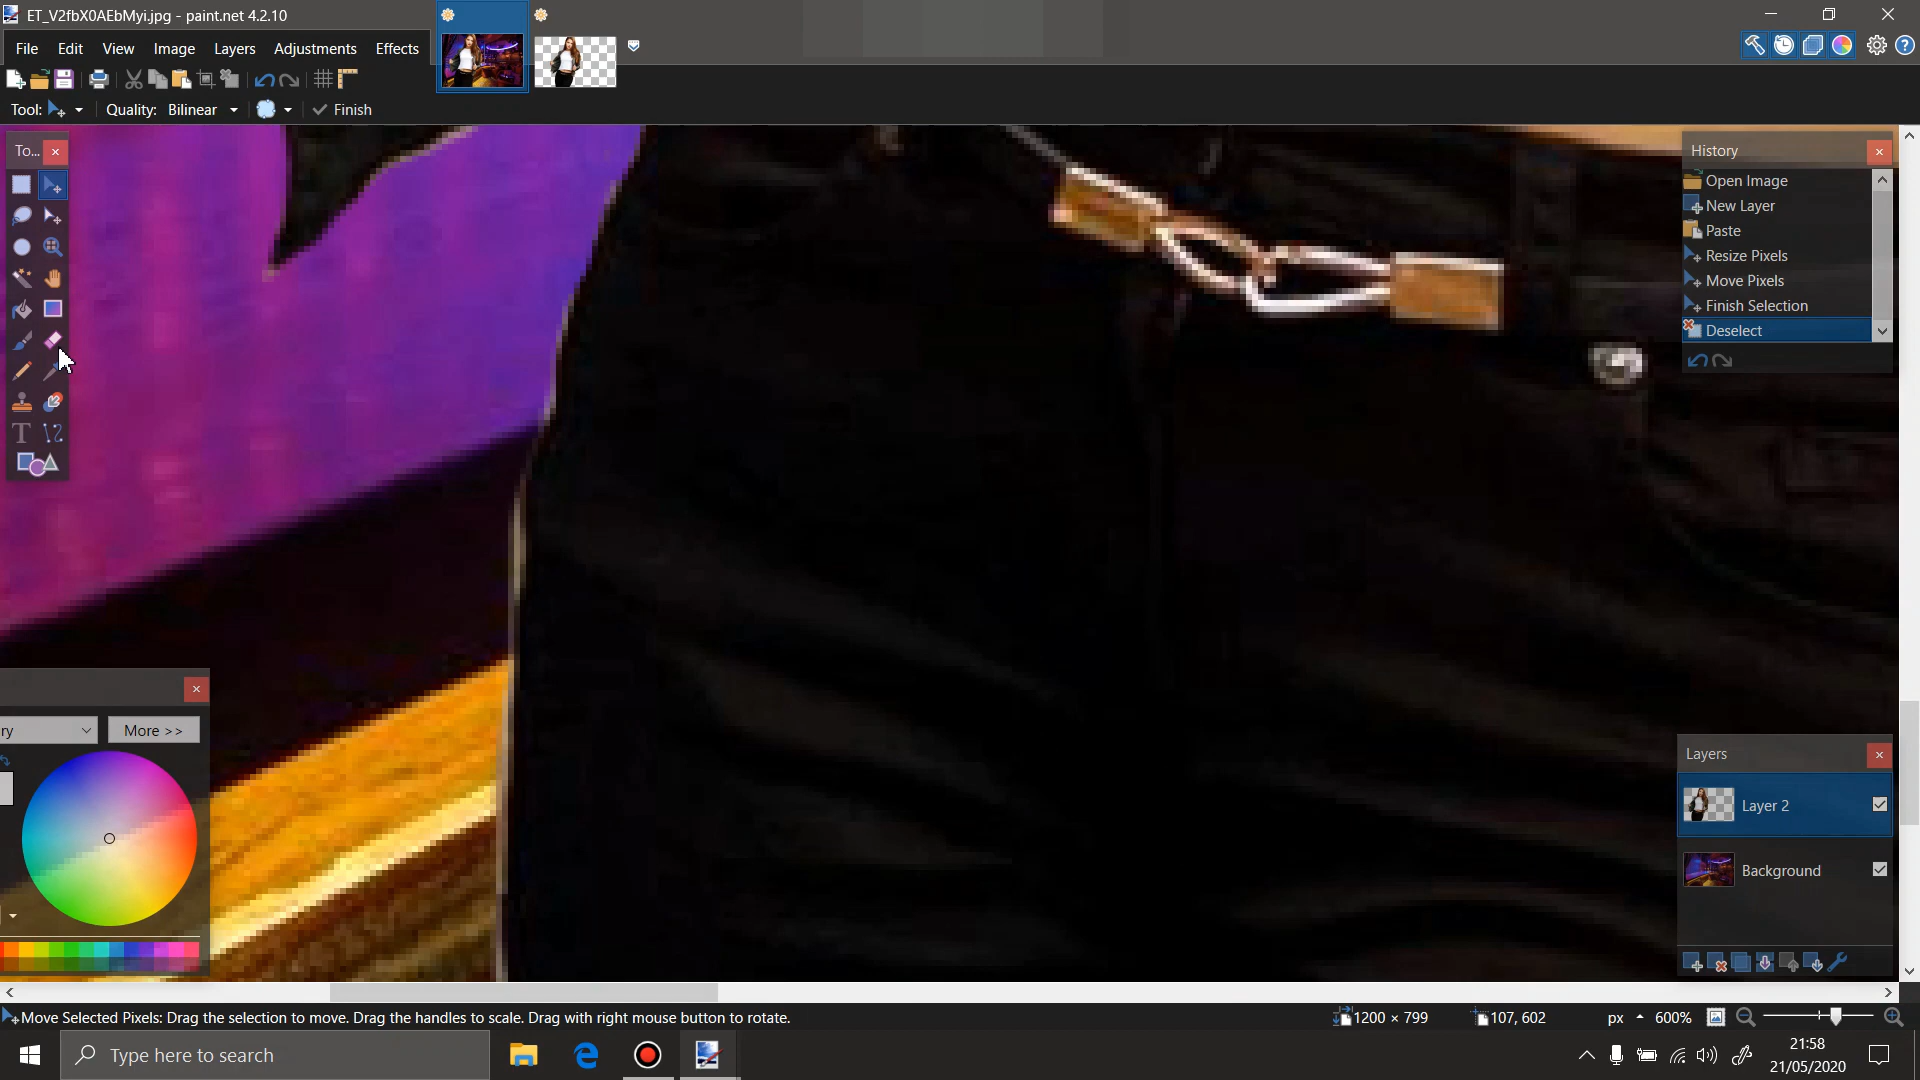 ET_V2fbX0AEbMyi.jpg - paint.net 4.2.10
File Edit View Image Layers Adjustments Effects
Tool: Quality: Bilinear Finish
To...
History
Open Image
New Layer
Paste
Resize Pixels
Move Pixels
Finish Selection
Deselect
ry More >>
Layers
Layer 2
Background
Move Selected Pixels: Drag the selection to move. Drag the handles to scale. Drag with right mouse button to rotate. 1200 × 799 107, 602 px 600%
Type here to search
21:58
21/05/2020